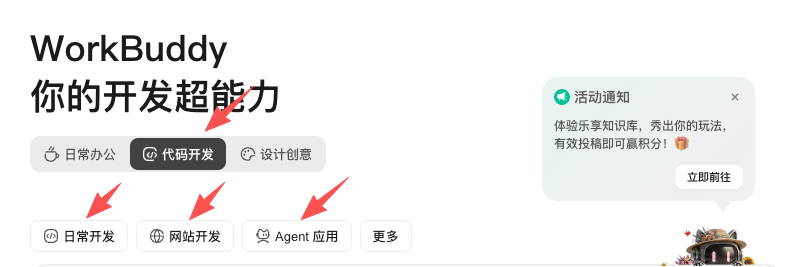 WorkBuddy
你的开发超能力
日常办公 代码开发 设计创意
日常开发 网站开发 Agent 应用 更多
活动通知
体验乐享知识库，秀出你的玩法，
有效投稿即可赢积分！🎁
立即前往